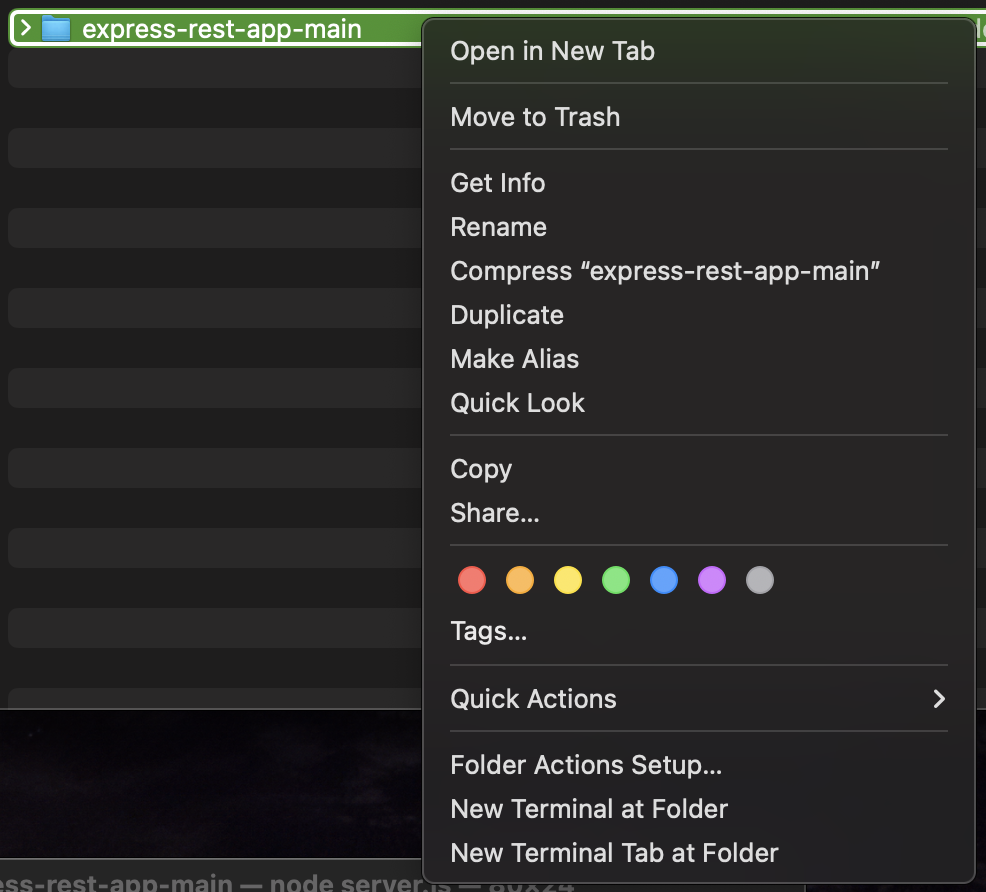 express-rest-app-main
Open in New Tab
Move to Trash
Get Info
Rename
Compress “express-rest-app-main”
Duplicate
Make Alias
Quick Look
Copy
Share...
Tags...
Quick Actions
Folder Actions Setup...
New Terminal at Folder
New Terminal Tab at Folder
ess-rest-app-main — node server.js — 80x24